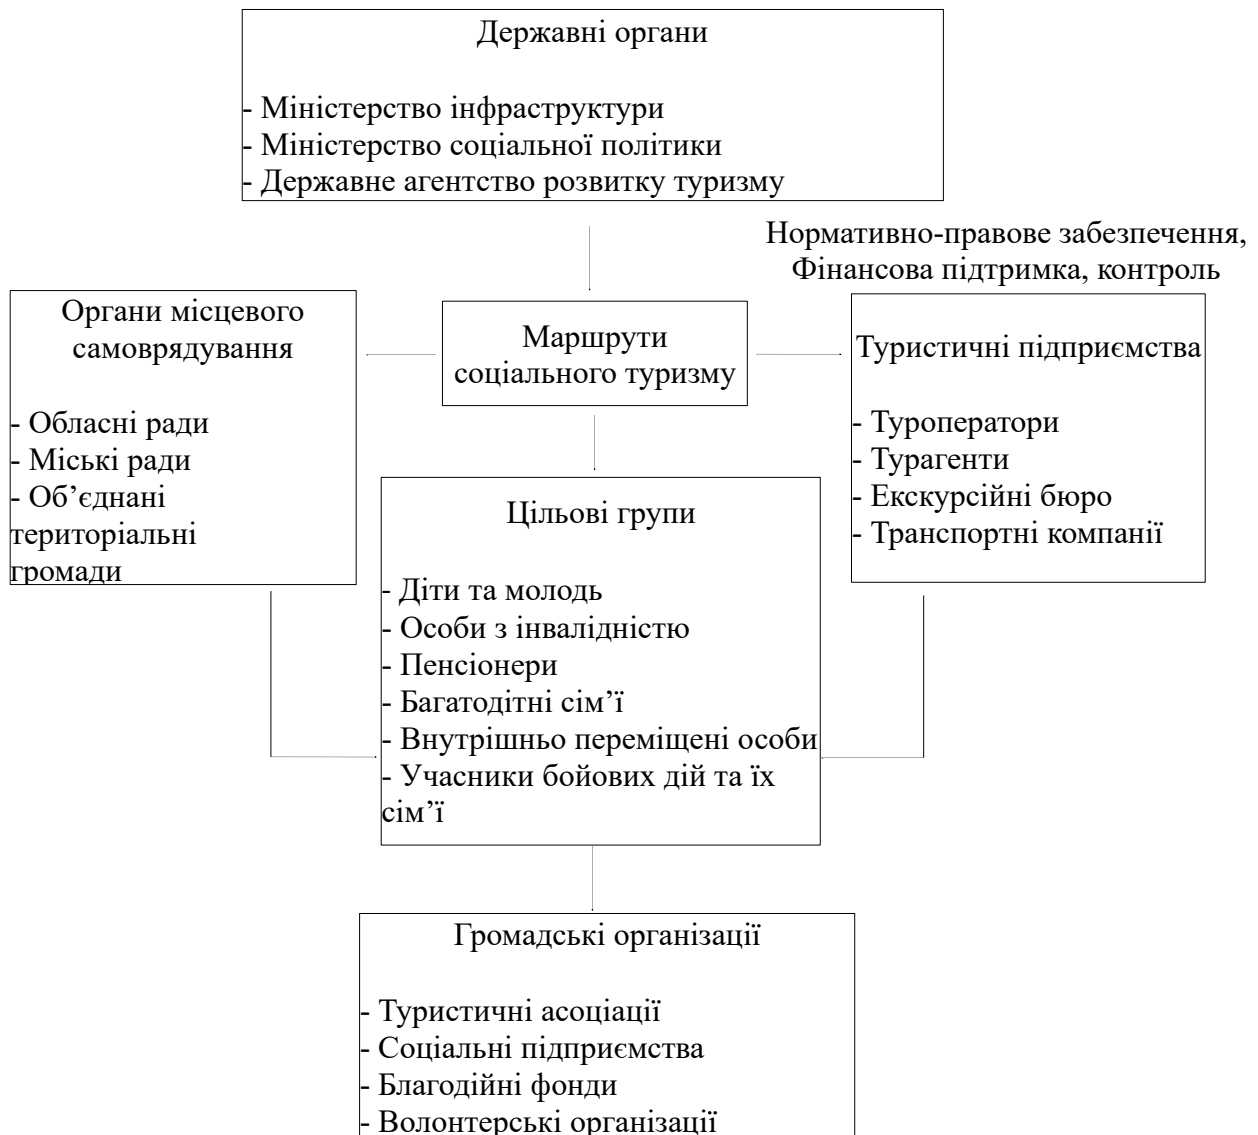 Державні органи
- Міністерство інфраструктури
- Міністерство соціальної політики
- Державне агентство розвитку туризму
Нормативно-правове забезпечення,
Фінансова підтримка, контроль
Органи місцевого
самоврядування
- Обласні ради
- Міські ради
- Об’єднані
територіальні
громади
Маршрути
соціального туризму
Туристичні підприємства
- Туроператори
- Турагенти
- Екскурсійні бюро
- Транспортні компанії
Цільові групи
- Діти та молодь
- Особи з інвалідністю
- Пенсіонери
- Багатодітні сім’ї
- Внутрішньо переміщені особи
- Учасники бойових дій та їх
сім’ї
Громадські організації
- Туристичні асоціації
- Соціальні підприємства
- Благодійні фонди
- Волонтерські організації